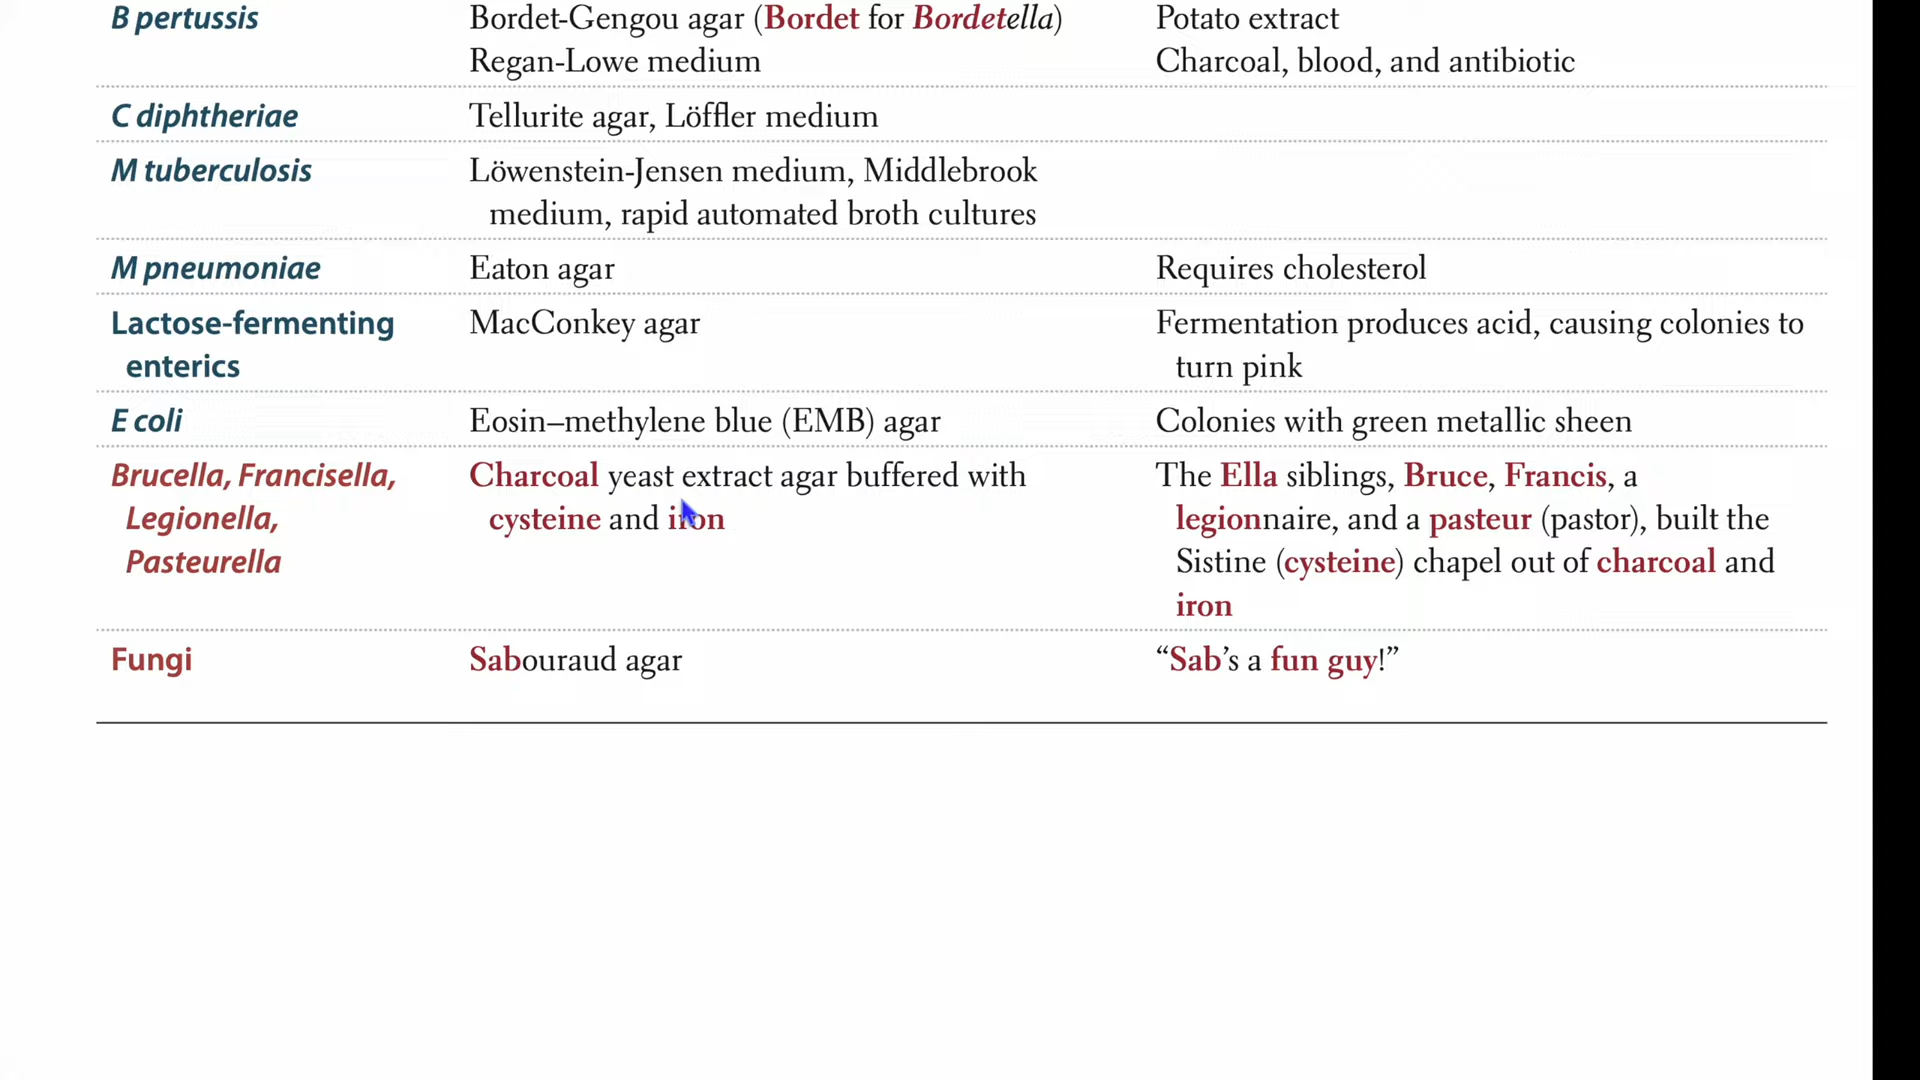 B pertussis Bordet-Gengou agar (Bordet for Bordetella) Potato extract
Regan-Lowe medium Charcoal, blood, and antibiotic
C diphtheriae Tellurite agar, Löffler medium
M tuberculosis Löwenstein-Jensen medium, Middlebrook
medium, rapid automated broth cultures
M pneumoniae Eaton agar Requires cholesterol
Lactose-fermenting MacConkey agar Fermentation produces acid, causing colonies to
enterics turn pink
E coli Eosin–methylene blue (EMB) agar Colonies with green metallic sheen
Brucella, Francisella, Charcoal yeast extract agar buffered with The Ella siblings, Bruce, Francis, a
Legionella, cysteine and iron legionnaire, and a pasteur (pastor), built the
Pasteurella Sistine (cysteine) chapel out of charcoal and
iron
Fungi Sabouraud agar “Sab’s a fun guy!”